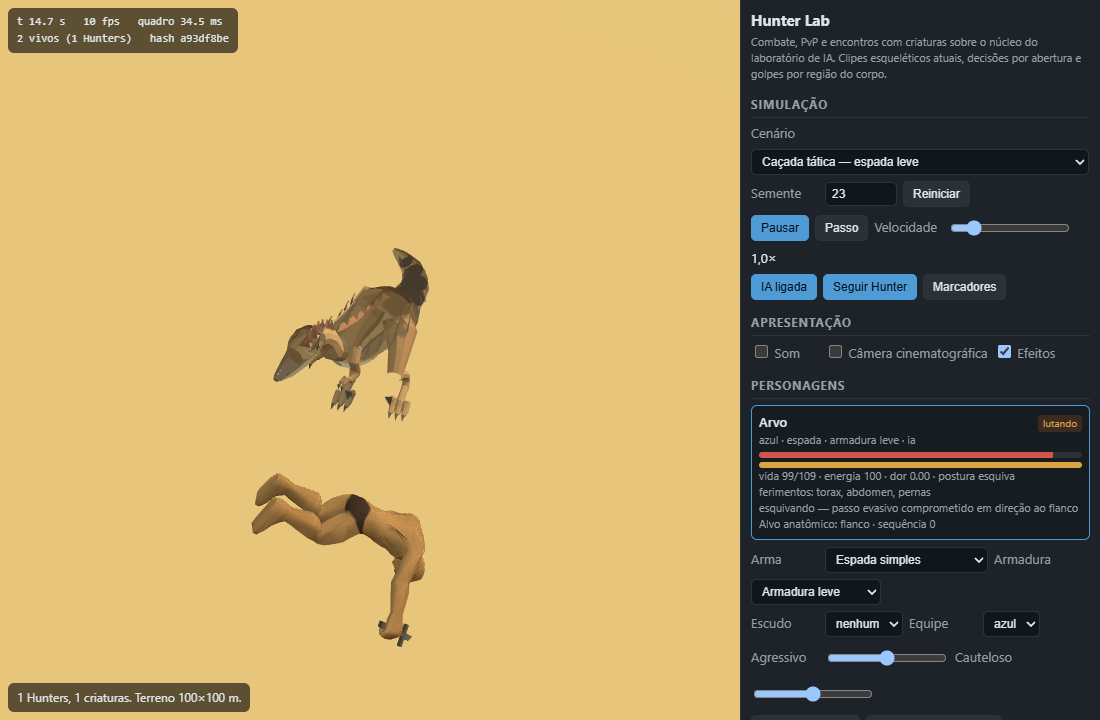 t 14.7 s   10 fps   quadro 34.5 ms
2 vivos (1 Hunters)   hash a93df8be
1 Hunters, 1 criaturas. Terreno 100×100 m.
Hunter Lab
Combate, PvP e encontros com criaturas sobre o núcleo do
laboratório de IA. Clipes esqueléticos atuais, decisões por abertura e
golpes por região do corpo.
SIMULAÇÃO
Cenário
Caçada tática — espada leve
Semente 23 Reiniciar
Pausar Passo Velocidade
1,0×
IA ligada Seguir Hunter Marcadores
APRESENTAÇÃO
Som Câmera cinematográfica Efeitos
PERSONAGENS
Arvo lutando
azul · espada · armadura leve · ia
vida 99/109 · energia 100 · dor 0.00 · postura esquiva
ferimentos: torax, abdomen, pernas
esquivando — passo evasivo comprometido em direção ao flanco
Alvo anatômico: flanco · sequência 0
Arma Espada simples Armadura
Armadura leve
Escudo nenhum Equipe azul
Agressivo Cauteloso